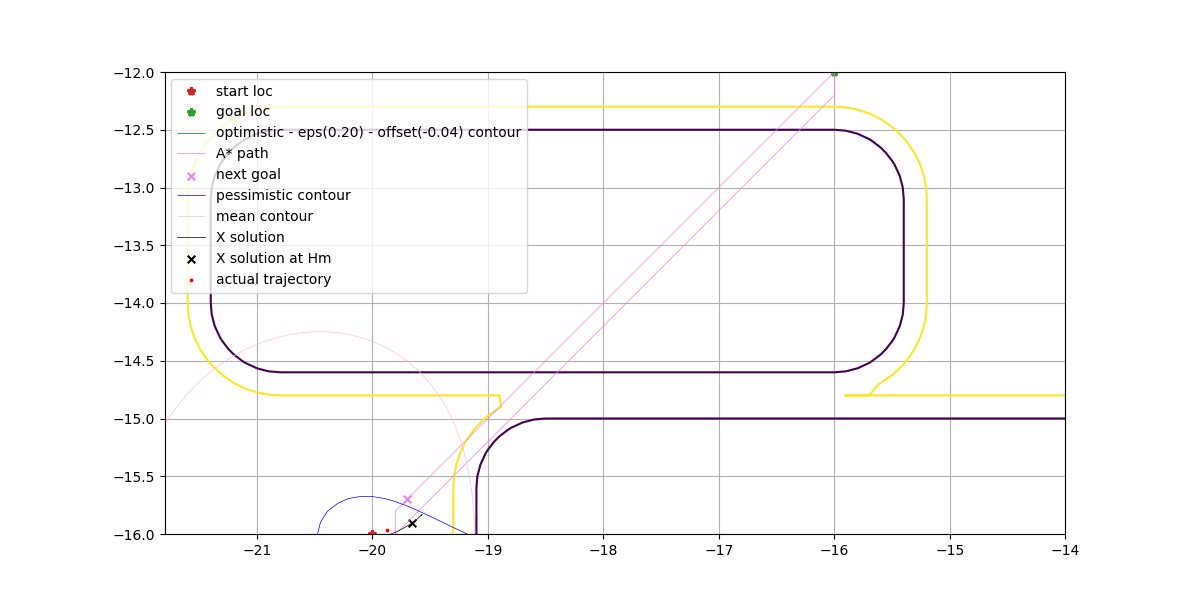 −12.0
start loc
goal loc
optimistic - eps(0.20) - offset(-0.04) contour
−12.5
A* path
next goal
−13.0
pessimistic contour
mean contour
X solution
−13.5
X solution at Hm
actual trajectory
−14.0
−14.5
−15.0
−15.5
−16.0
−21 −20 −19 −18 −17 −16 −15 −14